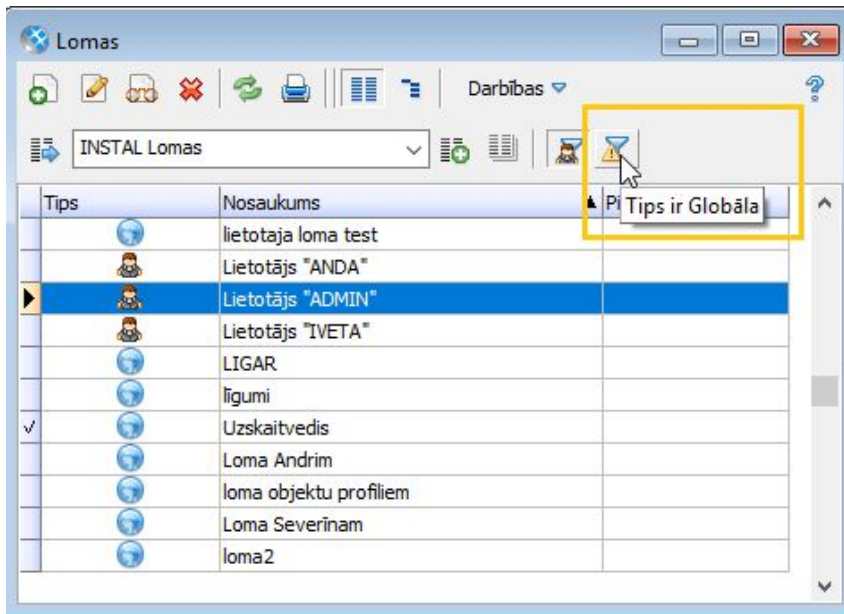 Lomas
Darbības
INSTAL Lomas
Tips Nosaukums Pi
Tips ir Globāla
lietotaja loma test
Lietotājs "ANDA"
Lietotājs "ADMIN"
Lietotājs "IVETA"
LIGAR
līgumi
Uzskaitvedis
Loma Andrim
loma objektu profiliem
Loma Severīnam
loma2